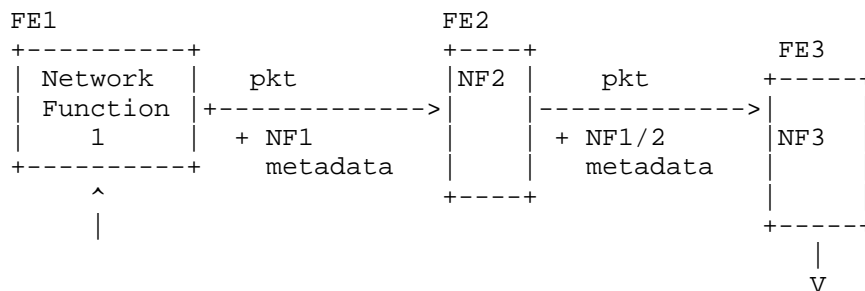 FE1                          FE2
+----------+                 +----+               FE3
| Network  |   pkt           |NF2 |     pkt       +------
| Function +------------->|    |------------->|
|    1     |  + NF1          |    |  + NF1/2      |NF3
+----------+    metadata     |    |    metadata   |
     ^                       +----+               |
     |                                            +------
                                                     |
                                                     V